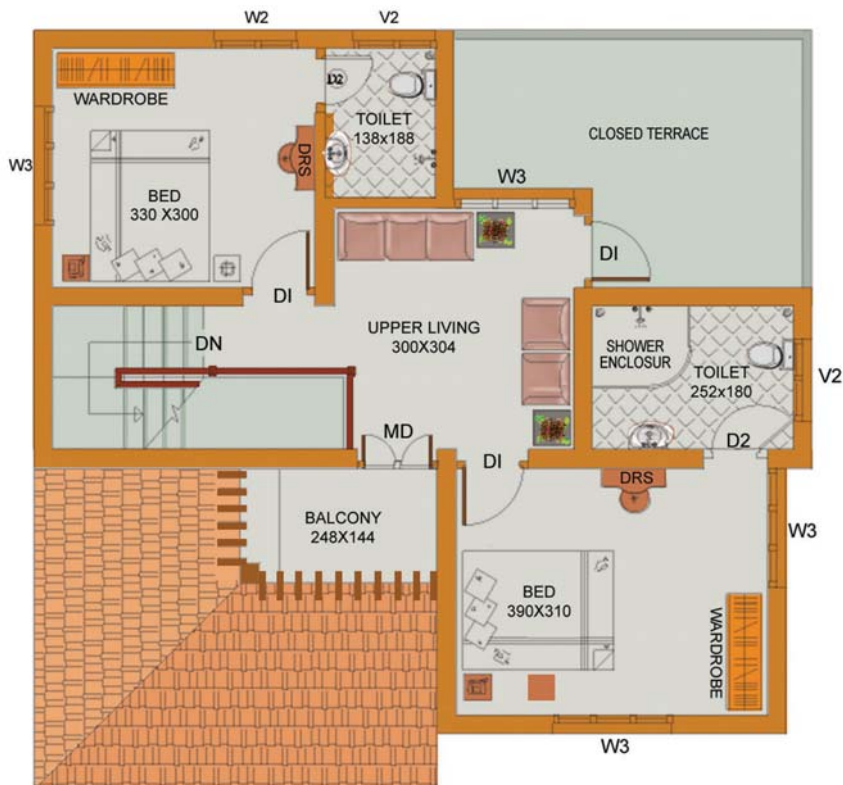 W2
V2
WARDROBE
D2
TOILET
138x188
CLOSED TERRACE
W3
DRS
BED
330 X300
W3
DI
DI
UPPER LIVING
300X304
DN
SHOWER
ENCLOSUR
TOILET
252x180
V2
MD
DI
D2
DRS
BALCONY
248X144
W3
BED
390X310
WARDROBE
W3